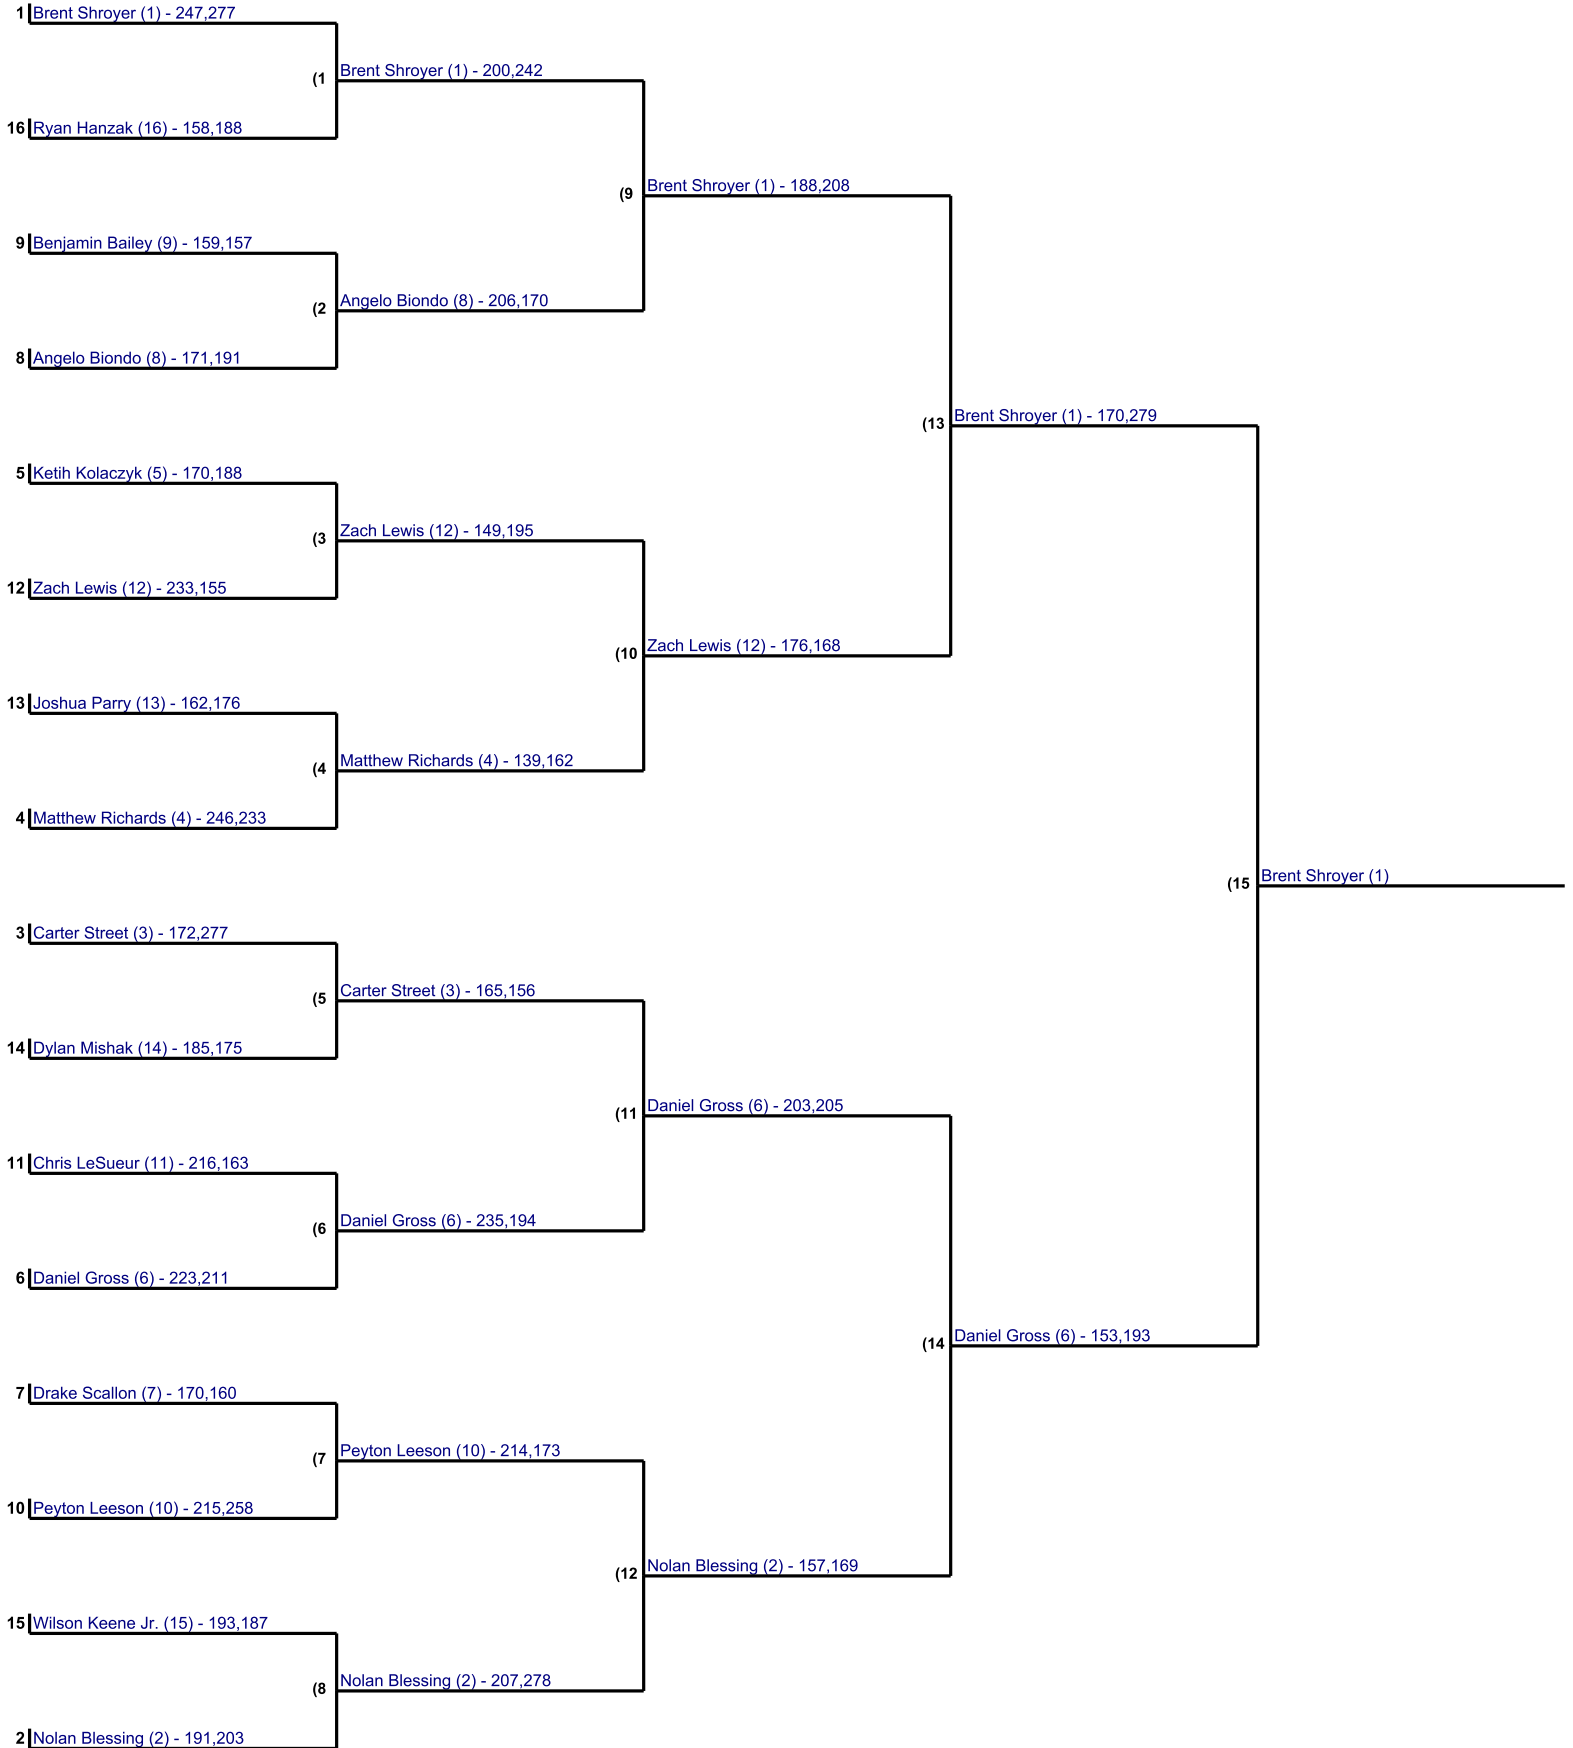 1 Brent Shroyer (1) - 247,277
(1 Brent Shroyer (1) - 200,242
16 Ryan Hanzak (16) - 158,188
(9 Brent Shroyer (1) - 188,208
9 Benjamin Bailey (9) - 159,157
(2 Angelo Biondo (8) - 206,170
8 Angelo Biondo (8) - 171,191
(13 Brent Shroyer (1) - 170,279
5 Ketih Kolaczyk (5) - 170,188
(3 Zach Lewis (12) - 149,195
12 Zach Lewis (12) - 233,155
(10 Zach Lewis (12) - 176,168
13 Joshua Parry (13) - 162,176
(4 Matthew Richards (4) - 139,162
4 Matthew Richards (4) - 246,233
(15 Brent Shroyer (1)
3 Carter Street (3) - 172,277
(5 Carter Street (3) - 165,156
14 Dylan Mishak (14) - 185,175
(11 Daniel Gross (6) - 203,205
11 Chris LeSueur (11) - 216,163
(6 Daniel Gross (6) - 235,194
6 Daniel Gross (6) - 223,211
(14 Daniel Gross (6) - 153,193
7 Drake Scallon (7) - 170,160
(7 Peyton Leeson (10) - 214,173
10 Peyton Leeson (10) - 215,258
(12 Nolan Blessing (2) - 157,169
15 Wilson Keene Jr. (15) - 193,187
(8 Nolan Blessing (2) - 207,278
2 Nolan Blessing (2) - 191,203